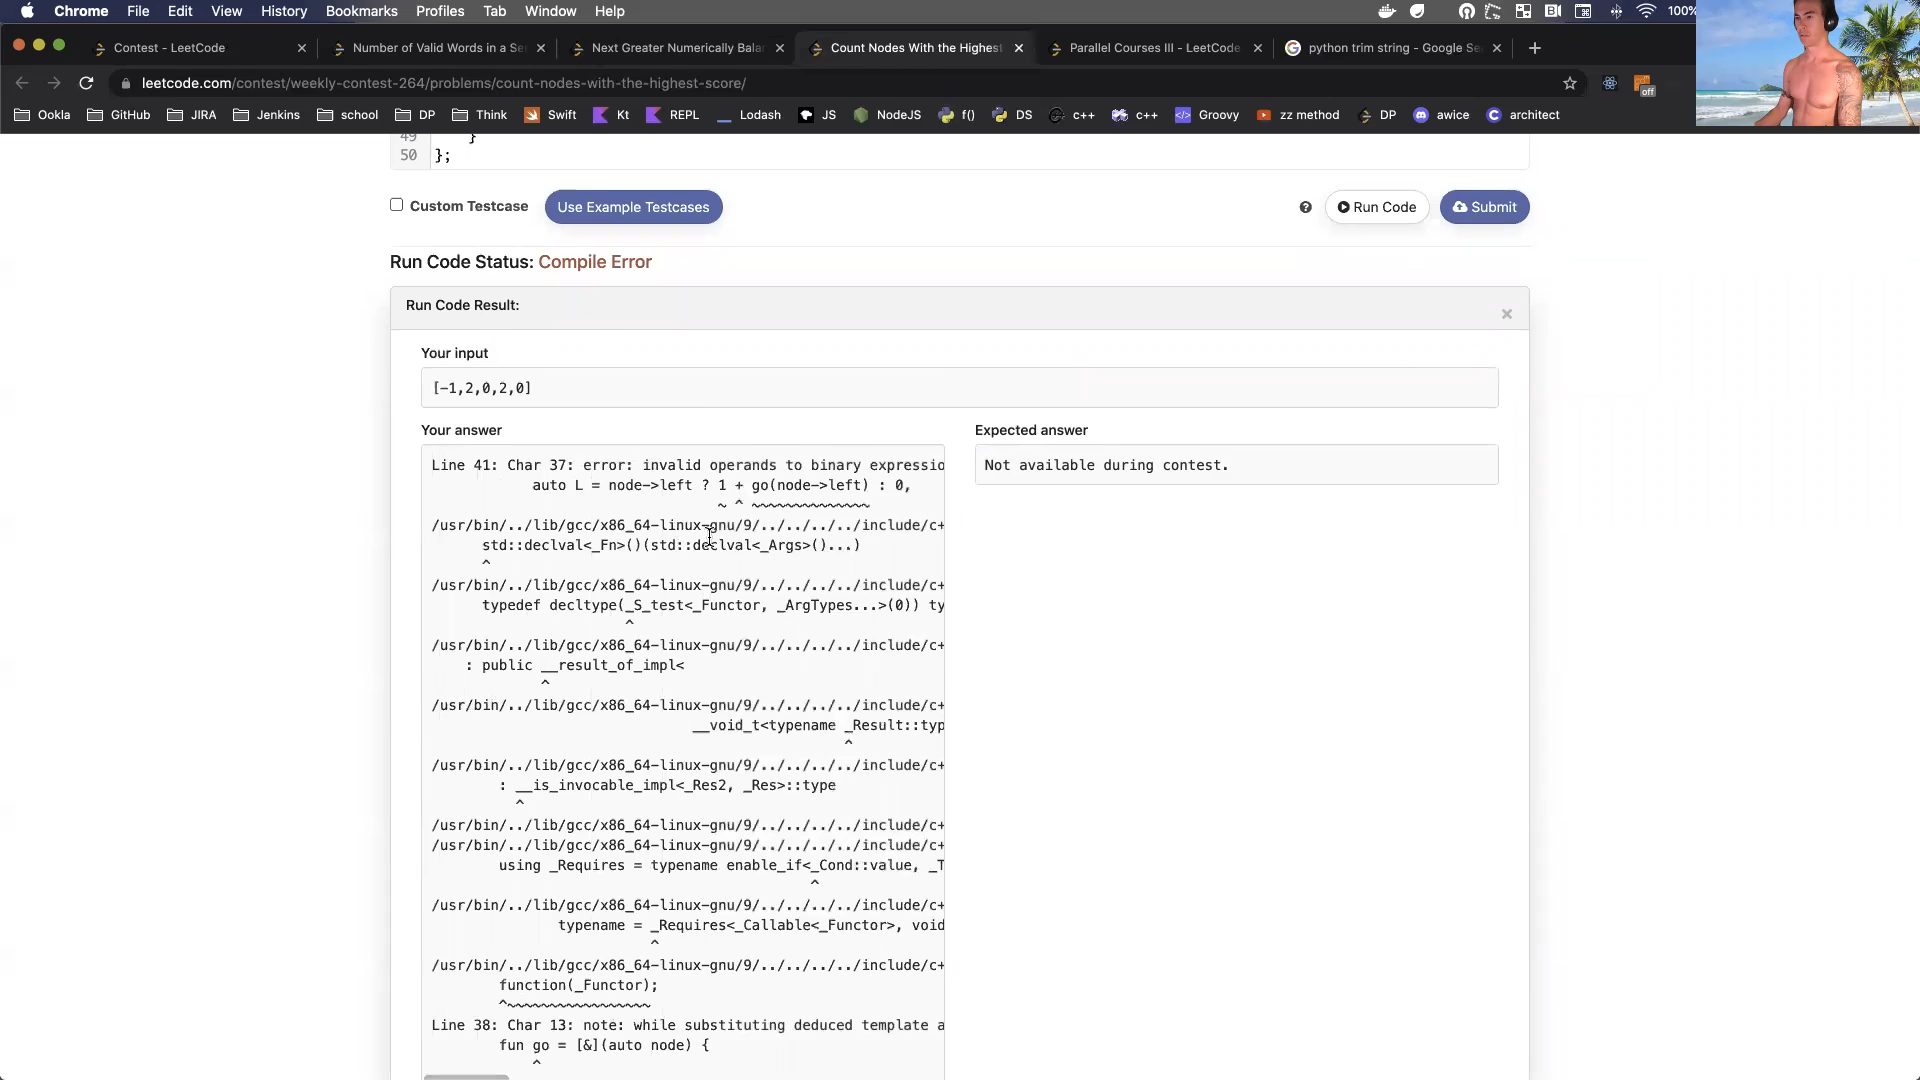 Chrome File Edit View History Bookmarks Profiles Tab Window Help 100%
Contest - LeetCode Number of Valid Words in a Se Next Greater Numerically Bala Count Nodes With the Highest Parallel Courses III - LeetCode python trim string - Google Se
leetcode.com/contest/weekly-contest-264/problems/count-nodes-with-the-highest-score/ off
Ookla GitHub JIRA Jenkins school DP Think Swift Kt REPL Lodash JS NodeJS f() DS c++ c++ Groovy zz method DP awice architect
49 }
50 };
Custom Testcase Use Example Testcases Run Code Submit
Run Code Status: Compile Error
Run Code Result:
Your input
[-1,2,0,2,0]
Your answer Expected answer
Line 41: Char 37: error: invalid operands to binary expressio Not available during contest.
auto L = node->left ? 1 + go(node->left) : 0,
~ ^ ~~~~~~~~~~~~~~
/usr/bin/../lib/gcc/x86_64-linux-gnu/9/../../../../include/c+
std::declval<_Fn>()(std::declval<_Args>()...)
^
/usr/bin/../lib/gcc/x86_64-linux-gnu/9/../../../../include/c+
typedef decltype(_S_test<_Functor, _ArgTypes...>(0)) ty
^
/usr/bin/../lib/gcc/x86_64-linux-gnu/9/../../../../include/c+
: public __result_of_impl<
^
/usr/bin/../lib/gcc/x86_64-linux-gnu/9/../../../../include/c+
__void_t<typename _Result::typ
^
/usr/bin/../lib/gcc/x86_64-linux-gnu/9/../../../../include/c+
: __is_invocable_impl<_Res2, _Res>::type
^
/usr/bin/../lib/gcc/x86_64-linux-gnu/9/../../../../include/c+
/usr/bin/../lib/gcc/x86_64-linux-gnu/9/../../../../include/c+
using _Requires = typename enable_if<_Cond::value, _T
^
/usr/bin/../lib/gcc/x86_64-linux-gnu/9/../../../../include/c+
typename = _Requires<_Callable<_Functor>, void
^
/usr/bin/../lib/gcc/x86_64-linux-gnu/9/../../../../include/c+
function(_Functor);
^~~~~~~~~~~~~~~~~~
Line 38: Char 13: note: while substituting deduced template a
fun go = [&](auto node) {
^